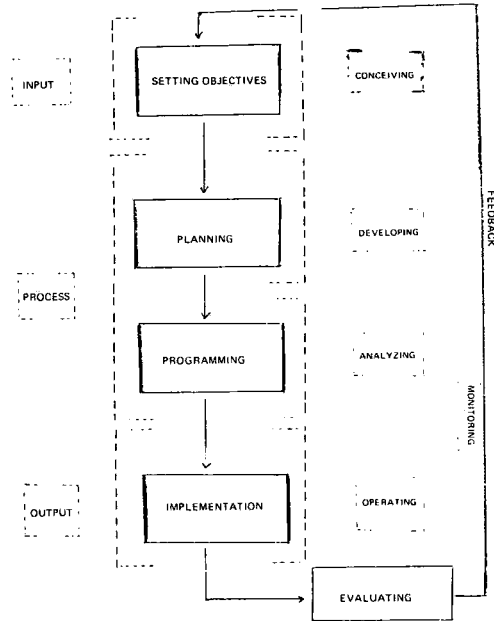 INPUT
SETTING OBJECTIVES
CONCEIVING
PLANNING
DEVELOPING
FEEDBACK
PROCESS
PROGRAMMING
ANALYZING
MONITORING
OUTPUT
IMPLEMENTATION
OPERATING
EVALUATING